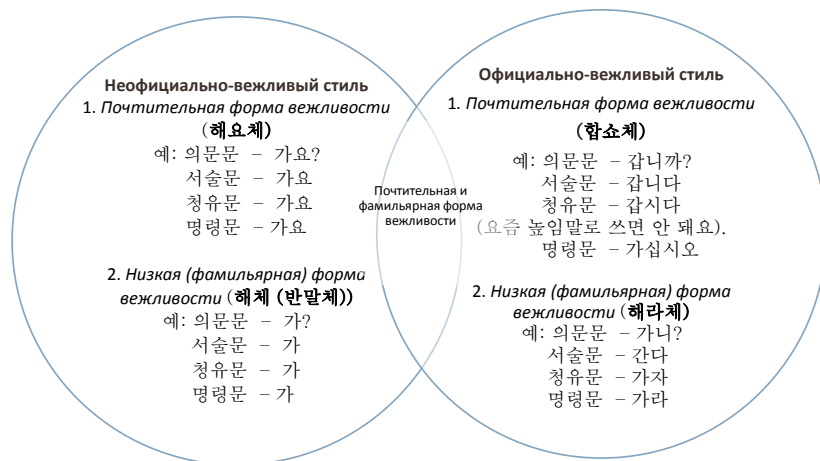 Неофициально-вежливый стиль
1. Почтительная форма вежливости
(해요체)
예: 의문문 – 가요?
서술문 – 가요
청유문 – 가요
명령문 – 가요
2. Низкая (фамильярная) форма
вежливости (해체 (반말체))
예: 의문문 – 가?
서술문 – 가
청유문 – 가
명령문 – 가
Почтительная и
фамильярная форма
вежливости
Официально-вежливый стиль
1. Почтительная форма вежливости
(합쇼체)
예: 의문문 – 갑니까?
서술문 – 갑니다
청유문 – 갑시다
(요즘 높임말로 쓰면 안 돼요).
명령문 – 가십시오
2. Низкая (фамильярная) форма
вежливости (해라체)
예: 의문문 – 가니?
서술문 – 간다
청유문 – 가자
명령문 – 가라